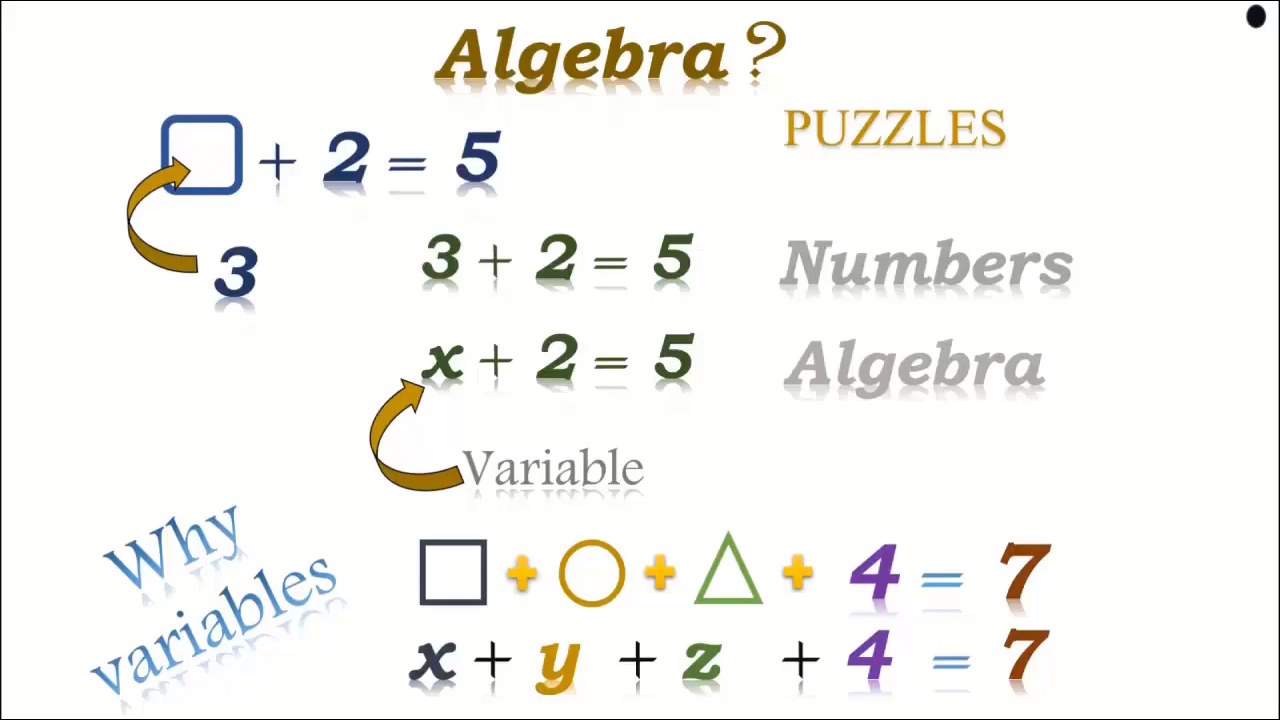 Algebra?
PUZZLES
□ + 2 = 5
3
3 + 2 = 5
Numbers
x + 2 = 5
Algebra
Variable
Why
variables
□ + ○ + △ + 4 = 7
x + y + z + 4 = 7